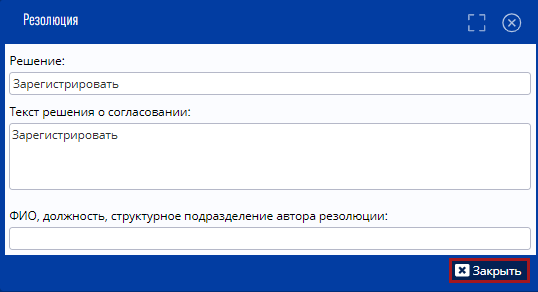 Резолюция
Решение:
Зарегистрировать
Текст решения о согласовании:
Зарегистрировать
ФИО, должность, структурное подразделение автора резолюции:
Закрыть